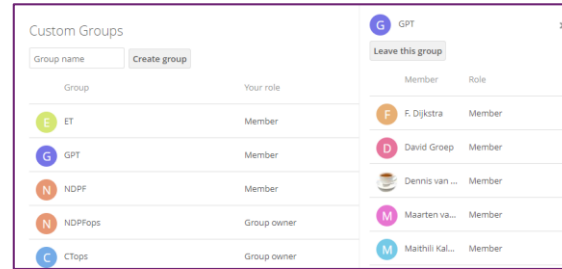 Custom Groups
Group name Create group
Group Your role
E ET Member
G GPT Member
N NDPF Member
N NDPFops Group owner
C CTops Group owner
G GPT
Leave this group
Member Role
F F. Dijkstra Member
D David Groep Member
Dennis van ... Member
M Maarten va... Member
M Maithili Kal... Member